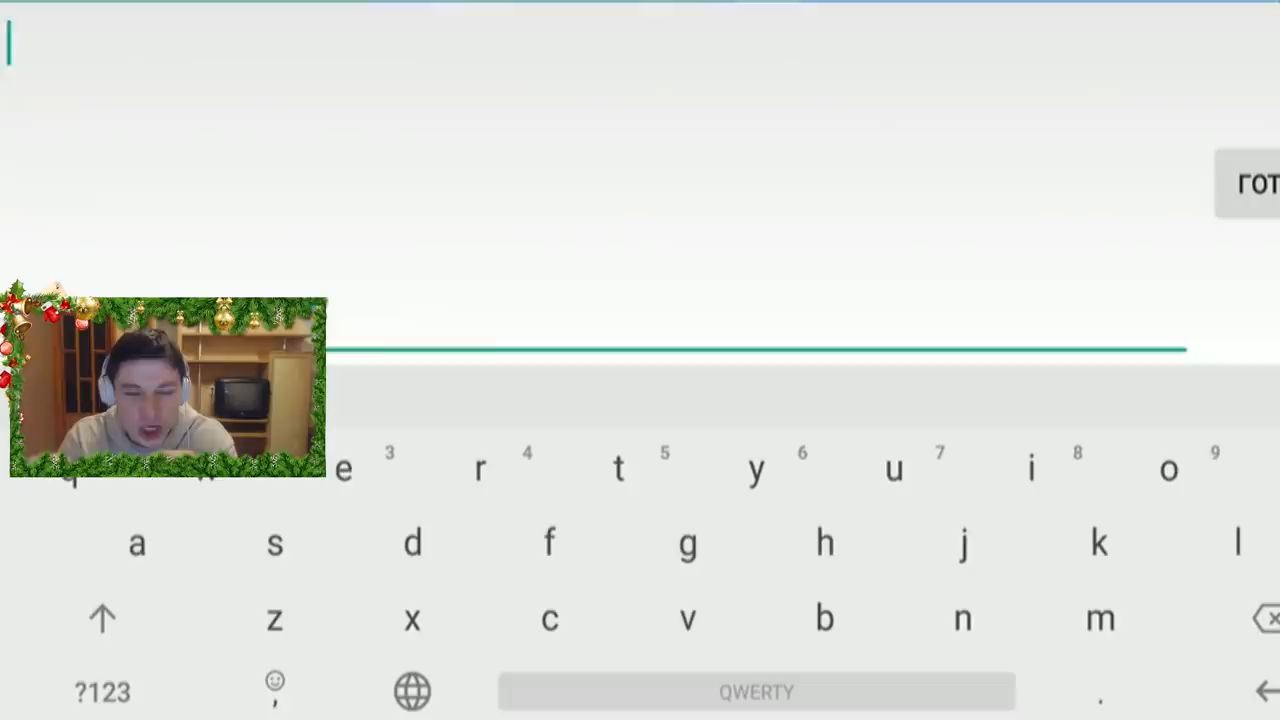 ГОТ
e 3 r 4 t 5 y 6 u 7 i 8 o 9
a s d f g h j k l
z x c v b n m
?123 , QWERTY .